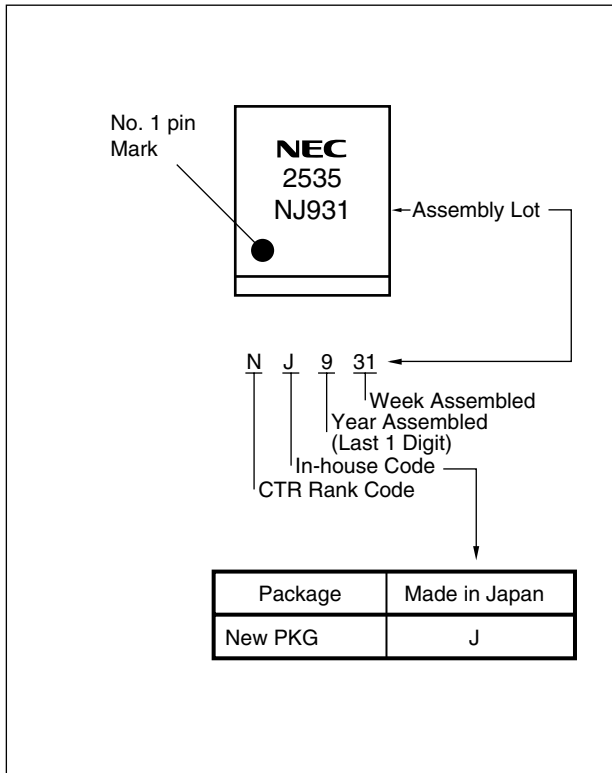 No. 1 pin
Mark
NEC
2535
NJ931
Assembly Lot
N J 9 31
Week Assembled
Year Assembled
(Last 1 Digit)
In-house Code
CTR Rank Code
Package Made in Japan
New PKG J